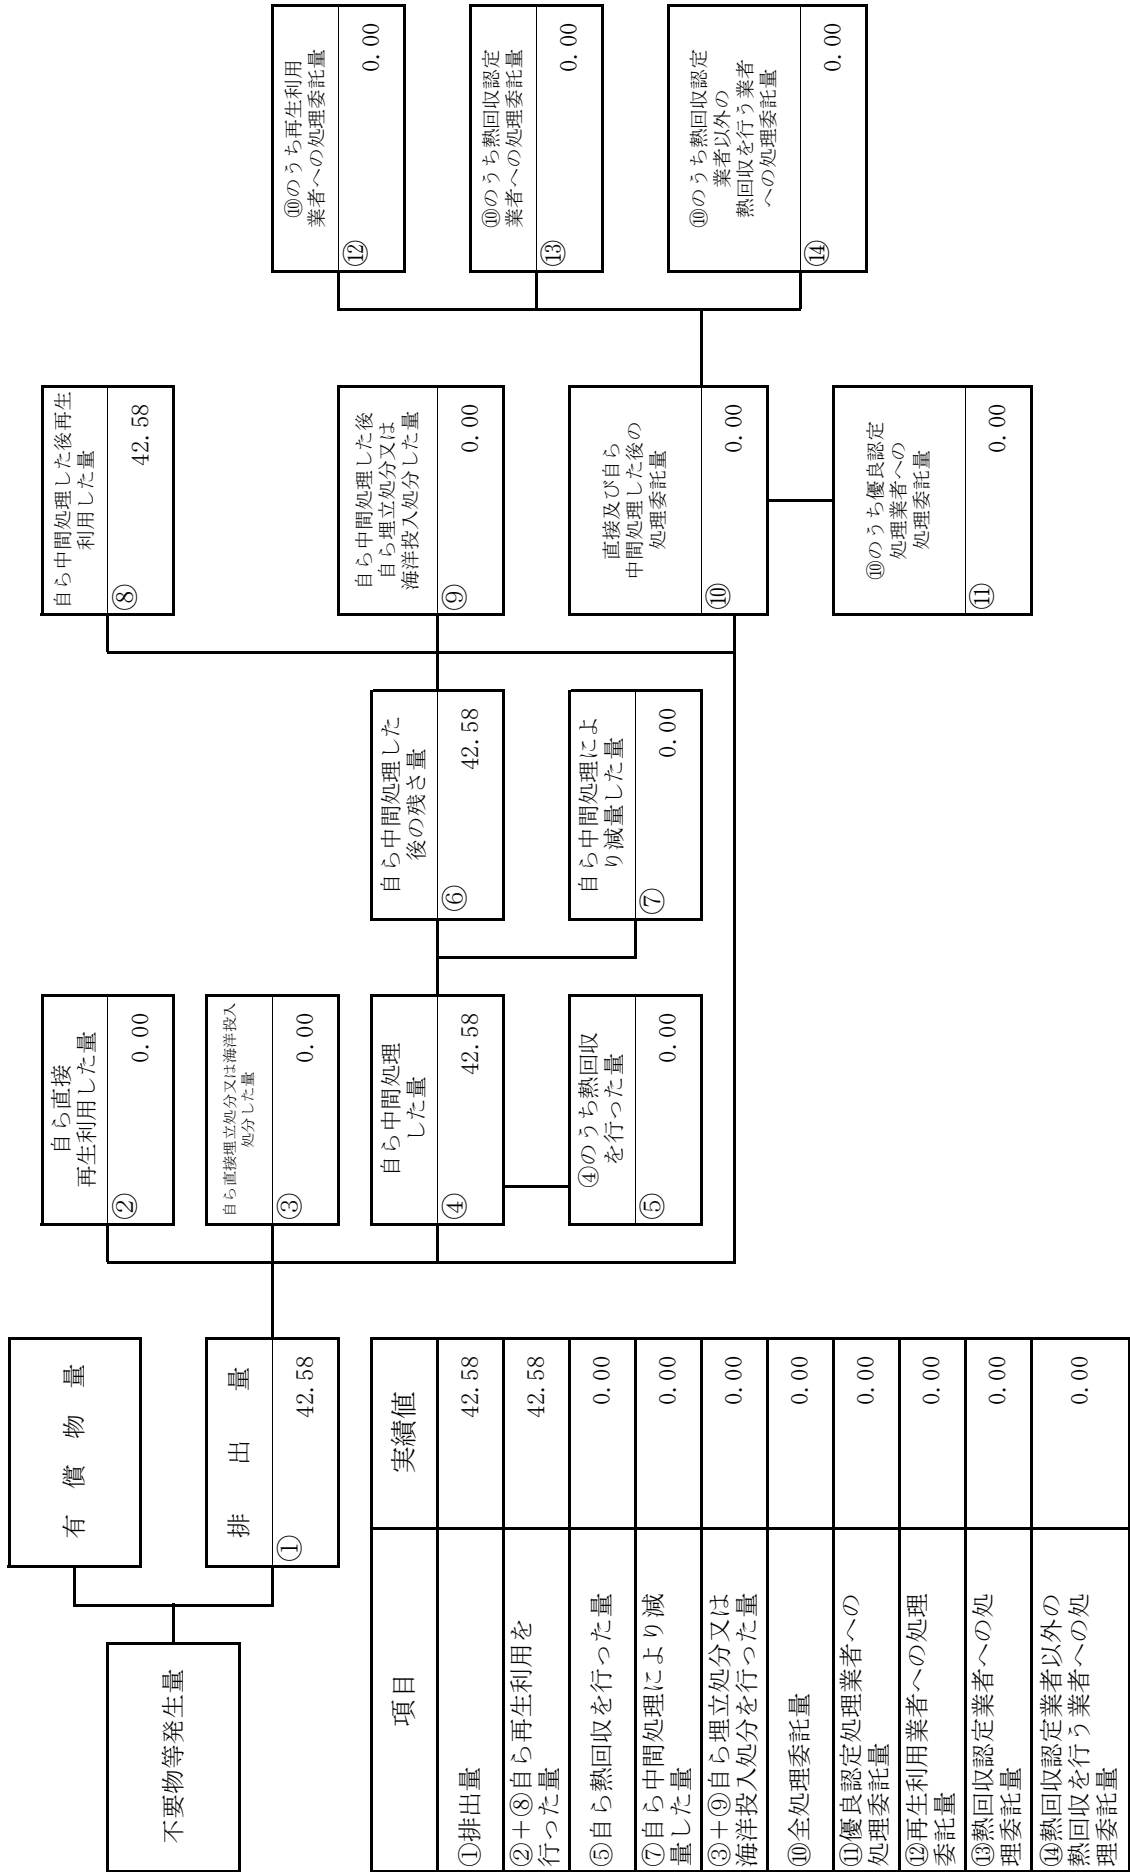 不要物等発生量
有償物量
排出量
①
42.58
自ら直接
再生利用した量
②
0.00
自ら直接埋立処分又は海洋投入
処分した量
③
0.00
自ら中間処理
した量
④
42.58
④のうち熱回収
を行った量
⑤
0.00
自ら中間処理した
後の残さ量
⑥
42.58
自ら中間処理によ
り減量した量
⑦
0.00
自ら中間処理した後再生
利用した量
⑧
42.58
自ら中間処理した後
自ら埋立処分又は
海洋投入処分した量
⑨
0.00
直接及び自ら
中間処理した後の
処理委託量
⑩
0.00
⑩のうち優良認定
処理業者への
処理委託量
⑪
0.00
⑩のうち再生利用
業者への処理委託量
⑫
0.00
⑩のうち熱回収認定
業者への処理委託量
⑬
0.00
⑩のうち熱回収認定
業者以外の
熱回収を行う業者
への処理委託量
⑭
0.00
項目 実績値
①排出量 42.58
②+⑧自ら再生利用を
行った量 42.58
⑤自ら熱回収を行った量 0.00
⑦自ら中間処理により減
量した量 0.00
③+⑨自ら埋立処分又は
海洋投入処分を行った量 0.00
⑩全処理委託量 0.00
⑪優良認定処理業者への
処理委託量 0.00
⑫再生利用業者への処理
委託量 0.00
⑬熱回収認定業者への処
理委託量 0.00
⑭熱回収認定業者以外の
熱回収を行う業者への処
理委託量 0.00